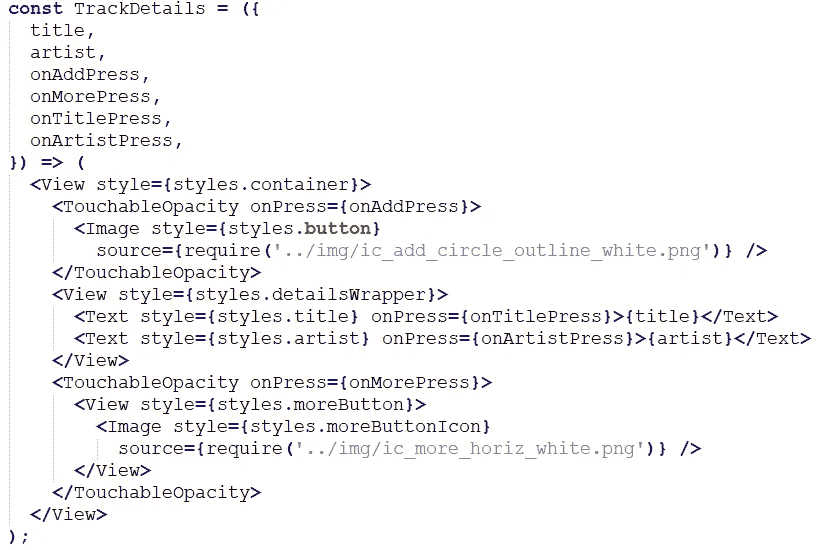 const TrackDetails = ({
  title,
  artist,
  onAddPress,
  onMorePress,
  onTitlePress,
  onArtistPress,
}) => (
  <View style={styles.container}>
    <TouchableOpacity onPress={onAddPress}>
      <Image style={styles.button}
        source={require('../img/ic_add_circle_outline_white.png')} />
    </TouchableOpacity>
    <View style={styles.detailsWrapper}>
      <Text style={styles.title} onPress={onTitlePress}>{title}</Text>
      <Text style={styles.artist} onPress={onArtistPress}>{artist}</Text>
    </View>
    <TouchableOpacity onPress={onMorePress}>
      <View style={styles.moreButton}>
        <Image style={styles.moreButtonIcon}
          source={require('../img/ic_more_horiz_white.png')} />
      </View>
    </TouchableOpacity>
  </View>
);